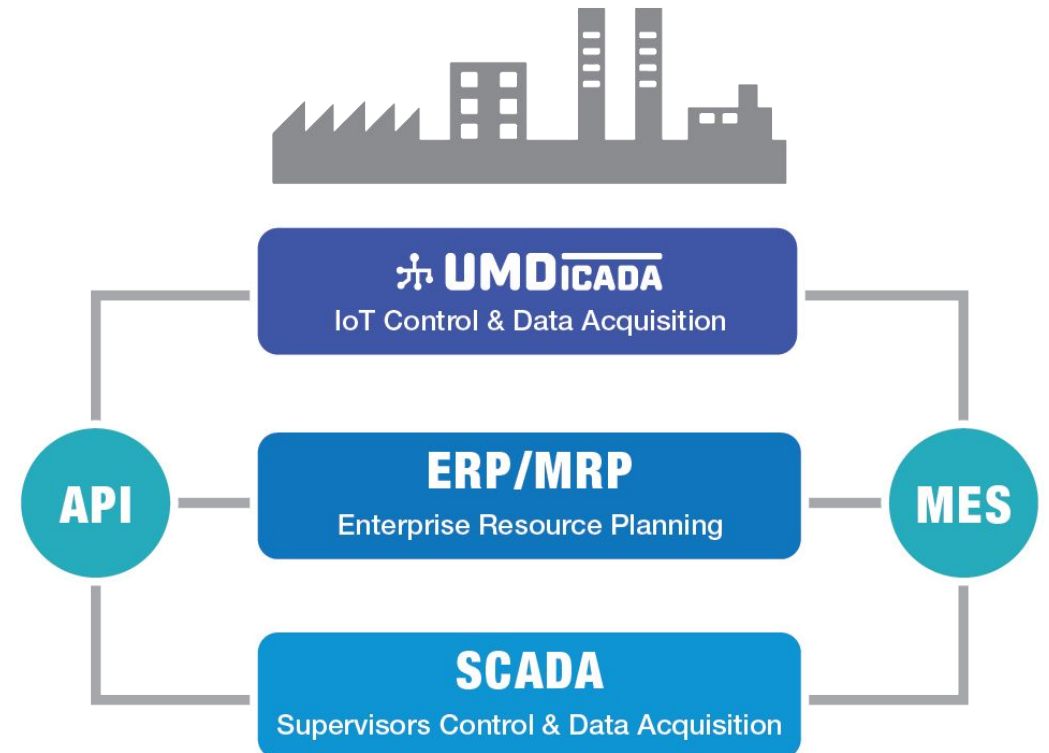 UMDICADA
IoT Control & Data Acquisition
API
ERP/MRP
Enterprise Resource Planning
MES
SCADA
Supervisors Control & Data Acquisition